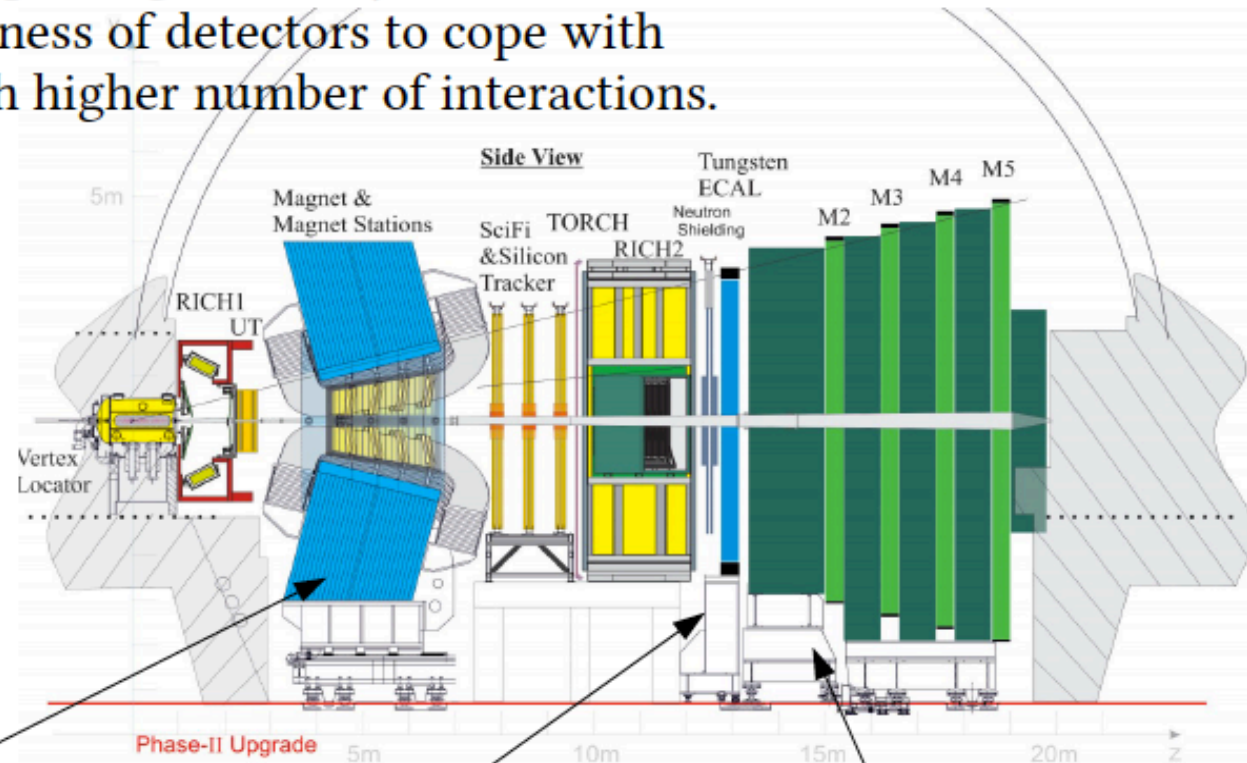 ness of detectors to cope with
h higher number of interactions.
Side View
Tungsten
ECAL
Neutron
Shielding
M2
M3
M4
M5
5m
Magnet &
Magnet Stations
SciFi
&Silicon
Tracker
TORCH
RICH2
RICH1
UT
Vertex
Locator
Phase-II Upgrade
5m
10m
15m
20m
z